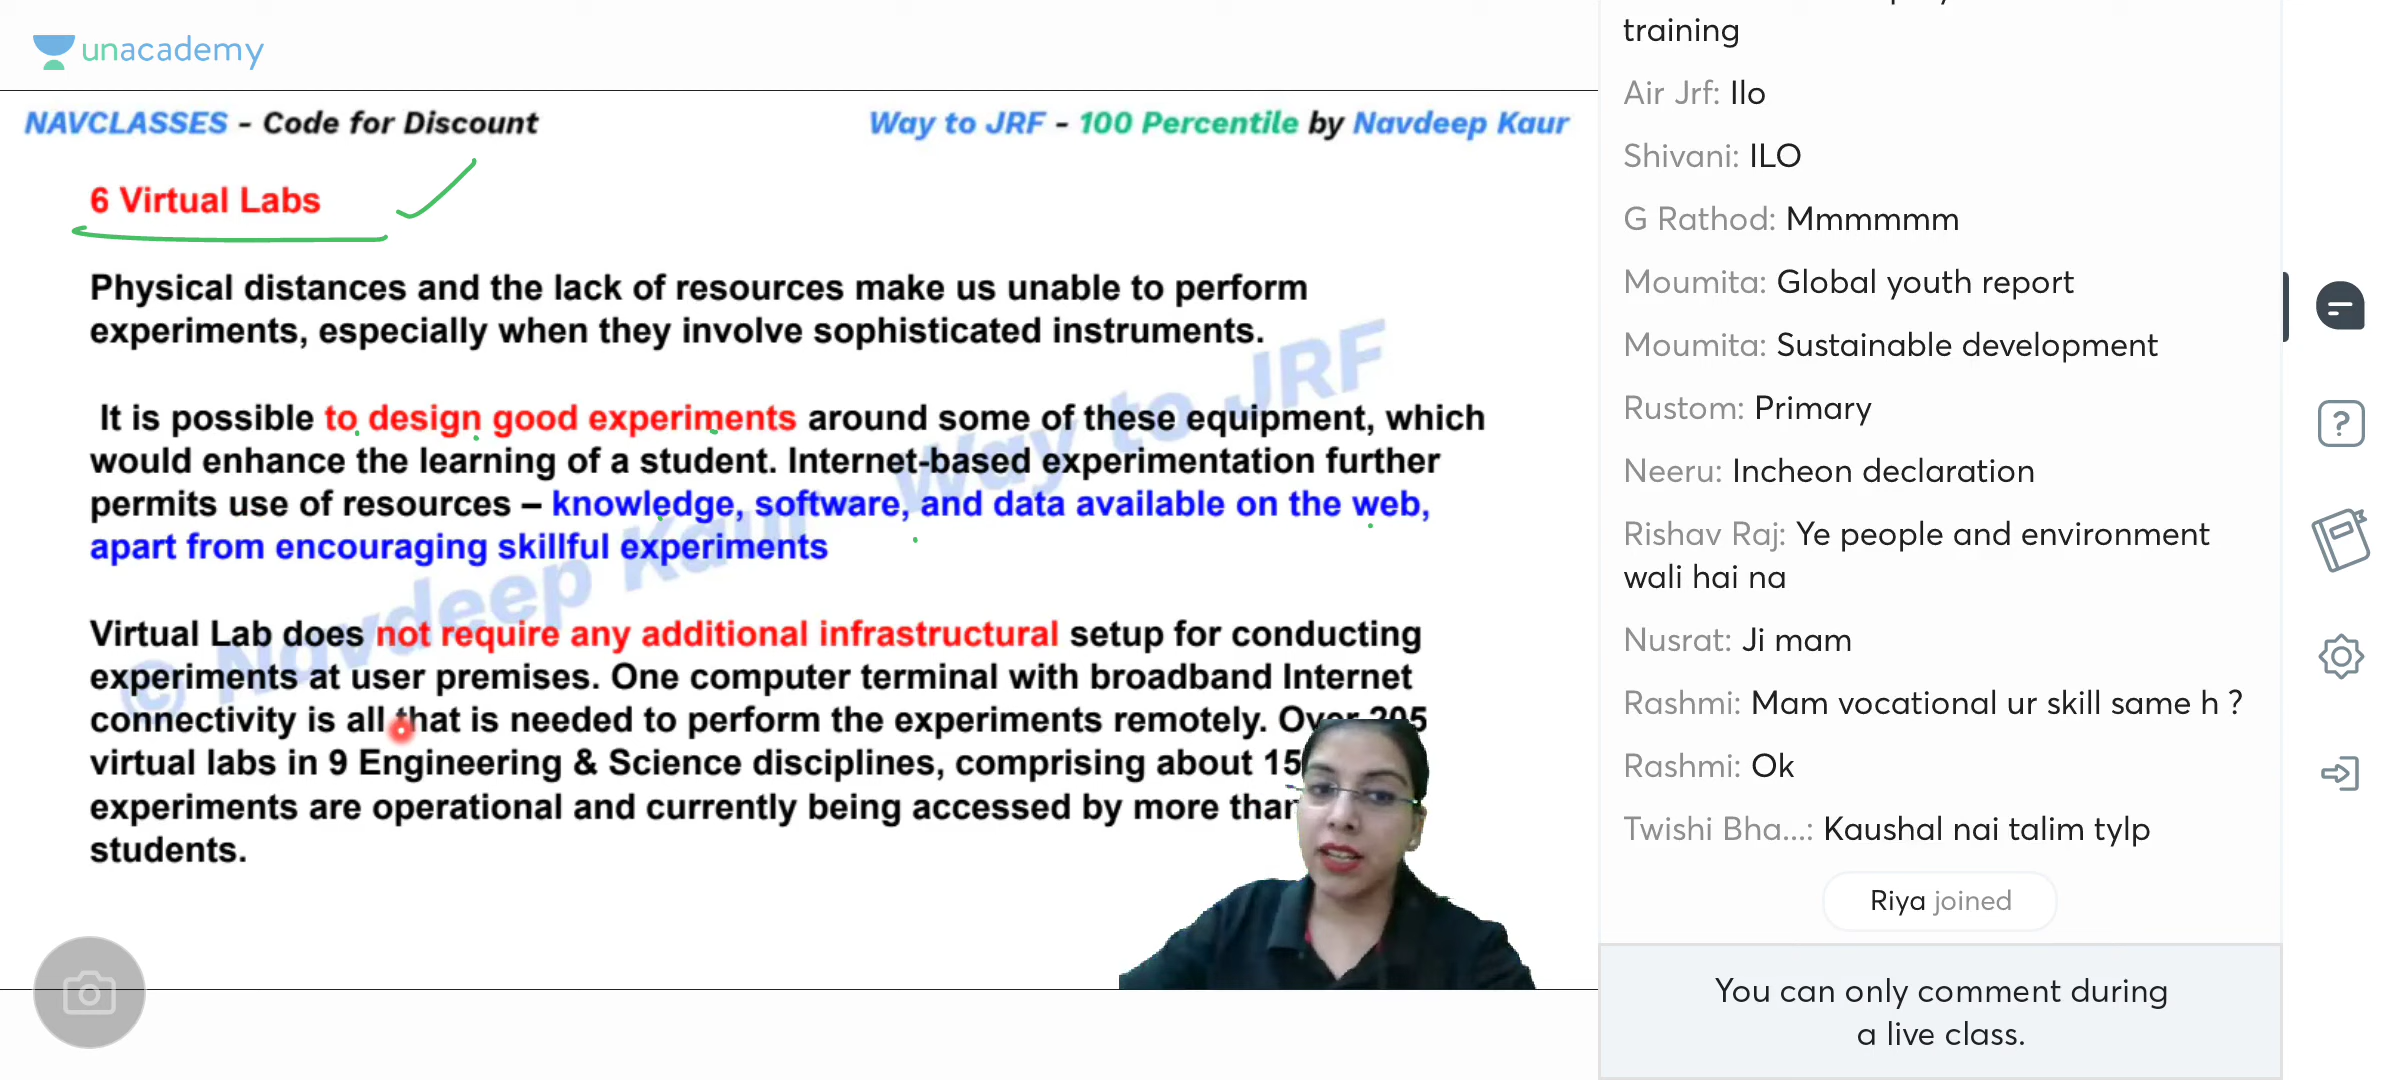 unacademy
NAVCLASSES - Code for Discount
Way to JRF - 100 Percentile by Navdeep Kaur
6 Virtual Labs
Physical distances and the lack of resources make us unable to perform
experiments, especially when they involve sophisticated instruments.
It is possible to design good experiments around some of these equipment, which
would enhance the learning of a student. Internet-based experimentation further
permits use of resources – knowledge, software, and data available on the web,
apart from encouraging skillful experiments
Virtual Lab does not require any additional infrastructural setup for conducting
experiments at user premises. One computer terminal with broadband Internet
connectivity is all that is needed to perform the experiments remotely. Over 205
virtual labs in 9 Engineering & Science disciplines, comprising about
experiments are operational and currently being accessed by more than
students.
© Navdeep Kaur - Way to JRF
training
Air Jrf: Ilo
Shivani: ILO
G Rathod: Mmmmmm
Moumita: Global youth report
Moumita: Sustainable development
Rustom: Primary
Neeru: Incheon declaration
Rishav Raj: Ye people and environment
wali hai na
Nusrat: Ji mam
Rashmi: Mam vocational ur skill same h ?
Rashmi: Ok
Twishi Bha...: Kaushal nai talim tylp
Riya joined
You can only comment during
a live class.